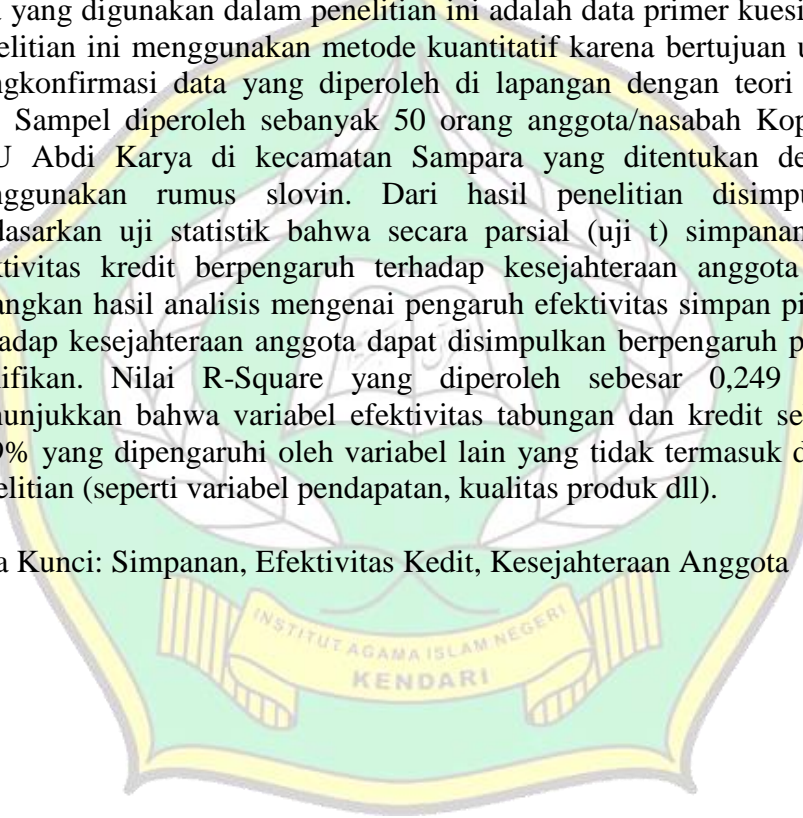 yang digunakan dalam penelitian ini adalah data primer kuesi
elitian ini menggunakan metode kuantitatif karena bertujuan u
ngkonfirmasi data yang diperoleh di lapangan dengan teori
Sampel diperoleh sebanyak 50 orang anggota/nasabah Kop
U Abdi Karya di kecamatan Sampara yang ditentukan de
nggunakan rumus slovin. Dari hasil penelitian disimpu
lasarkan uji statistik bahwa secara parsial (uji t) simpanan
ktivitas kredit berpengaruh terhadap kesejahteraan anggota
angkan hasil analisis mengenai pengaruh efektivitas simpan pi
adap kesejahteraan anggota dapat disimpulkan berpengaruh p
ifikan. Nilai R-Square yang diperoleh sebesar 0,249
nunjukkan bahwa variabel efektivitas tabungan dan kredit se
9% yang dipengaruhi oleh variabel lain yang tidak termasuk d
elitian (seperti variabel pendapatan, kualitas produk dll).
a Kunci: Simpanan, Efektivitas Kedit, Kesejahteraan Anggota
INSTITUT AGAMA ISLAM NEGERI
KENDARI